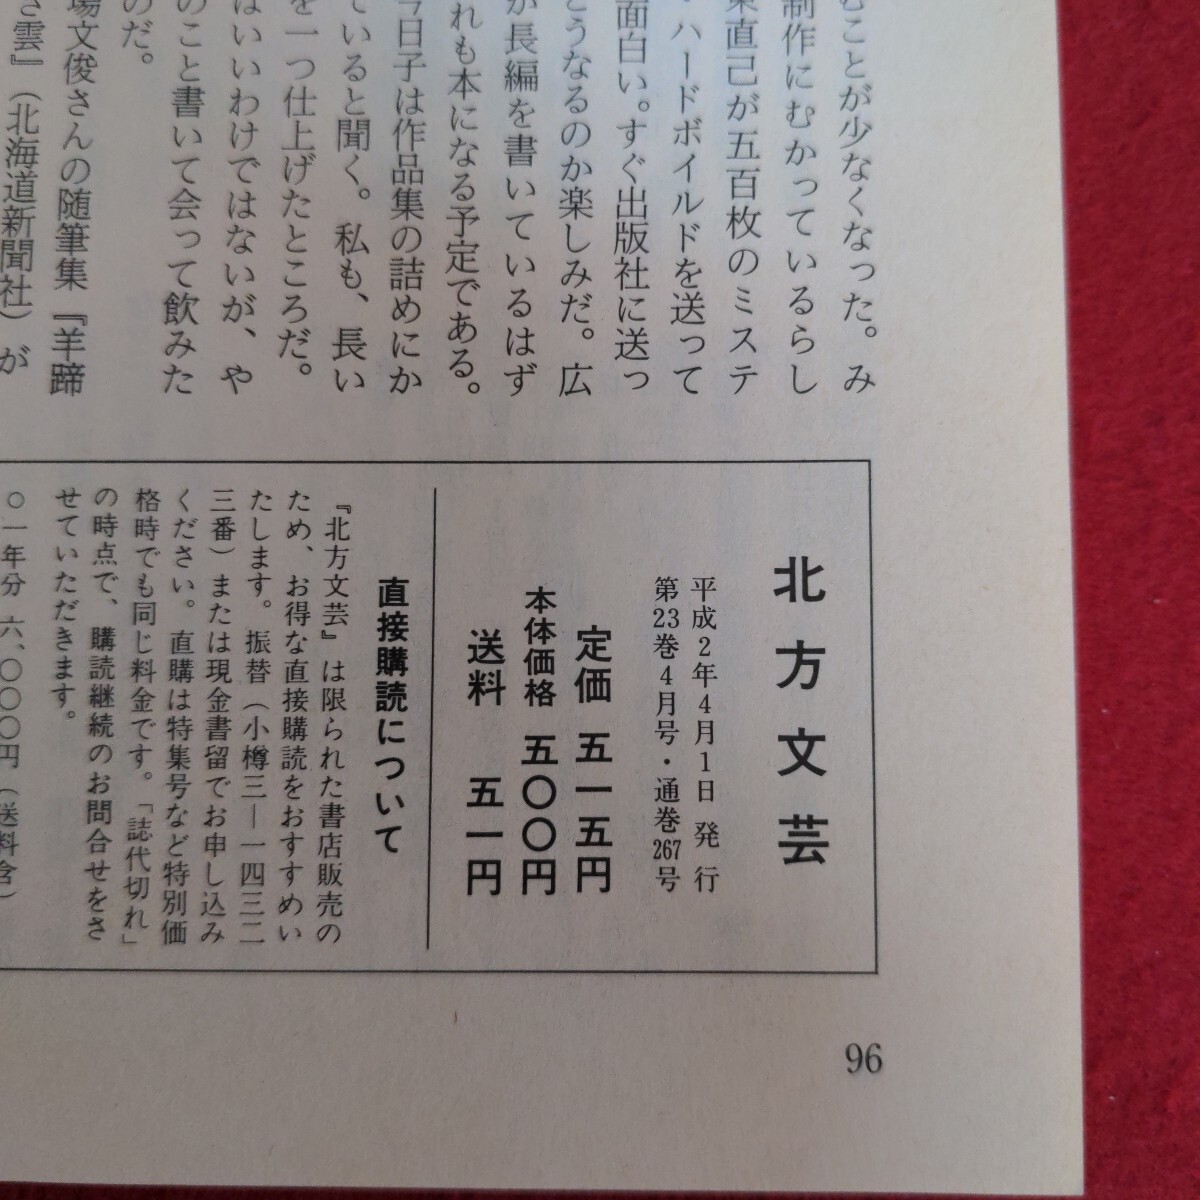 むことが少なくなった。み
制作にむかっているらし
東直己が五百枚のミステ
・ハードボイルドを送って
面白い。すぐ出版社に送っ
どうなるのか楽しみだ。広
が長編を書いているはず
れも本になる予定である。
今日子は作品集の詰めにか
ていると聞く。私も、長い
を一つ仕上げたところだ。
はいいわけではないが、や
のこと書いて会って飲みた
のだ。
場文俊さんの随筆集『羊蹄
雲』(北海道新聞社)が
北方文芸
平成2年4月1日 発行
第23巻4月号・通巻267号
定価 五一五円
本体価格 五〇〇円
送料 五一円
直接購読について
『北方文芸』は限られた書店販売の
ため、お得な直接購読をおすすめい
たします。振替(小樽三―一四三二
三番)または現金書留でお申し込み
ください。直購は特集号など特別価
格時でも同じ料金です。「誌代切れ」
の時点で、購読継続のお問合せをさ
せていただきます。
○一年分 六、〇〇〇円(送料含)
96